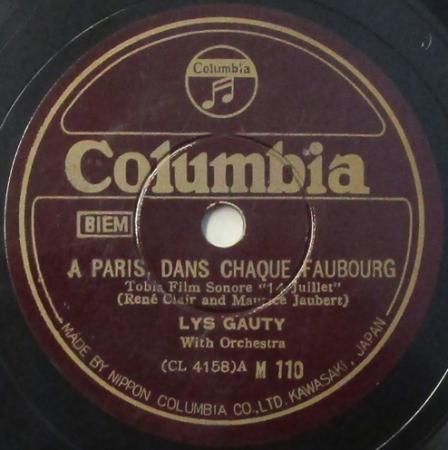 Columbia
Columbia
BIEM
A PARIS, DANS CHAQUE FAUBOURG
Tobis Film Sonore "14 Juillet"
(René Clair and Maurice Jaubert)
LYS GAUTY
With Orchestra
(CL 4158)A M 110
MADE BY NIPPON COLUMBIA CO., LTD. KAWASAKI, JAPAN